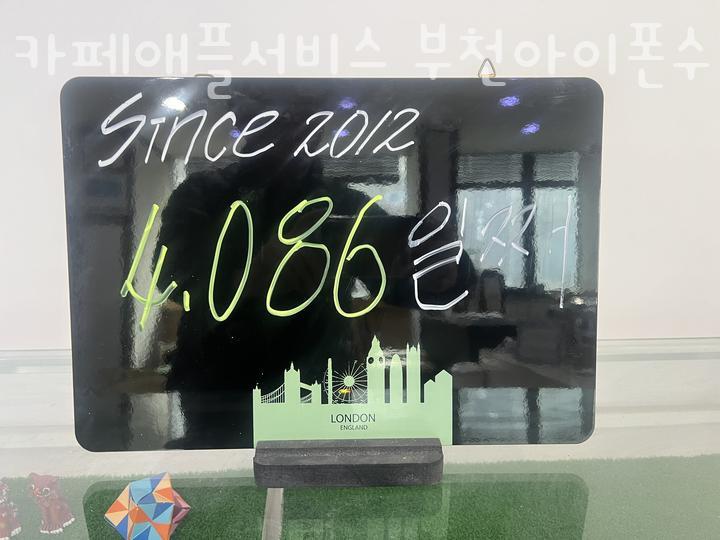 카페애플서비스 부천아이폰수
Since 2012
4.086일째
LONDON
ENGLAND